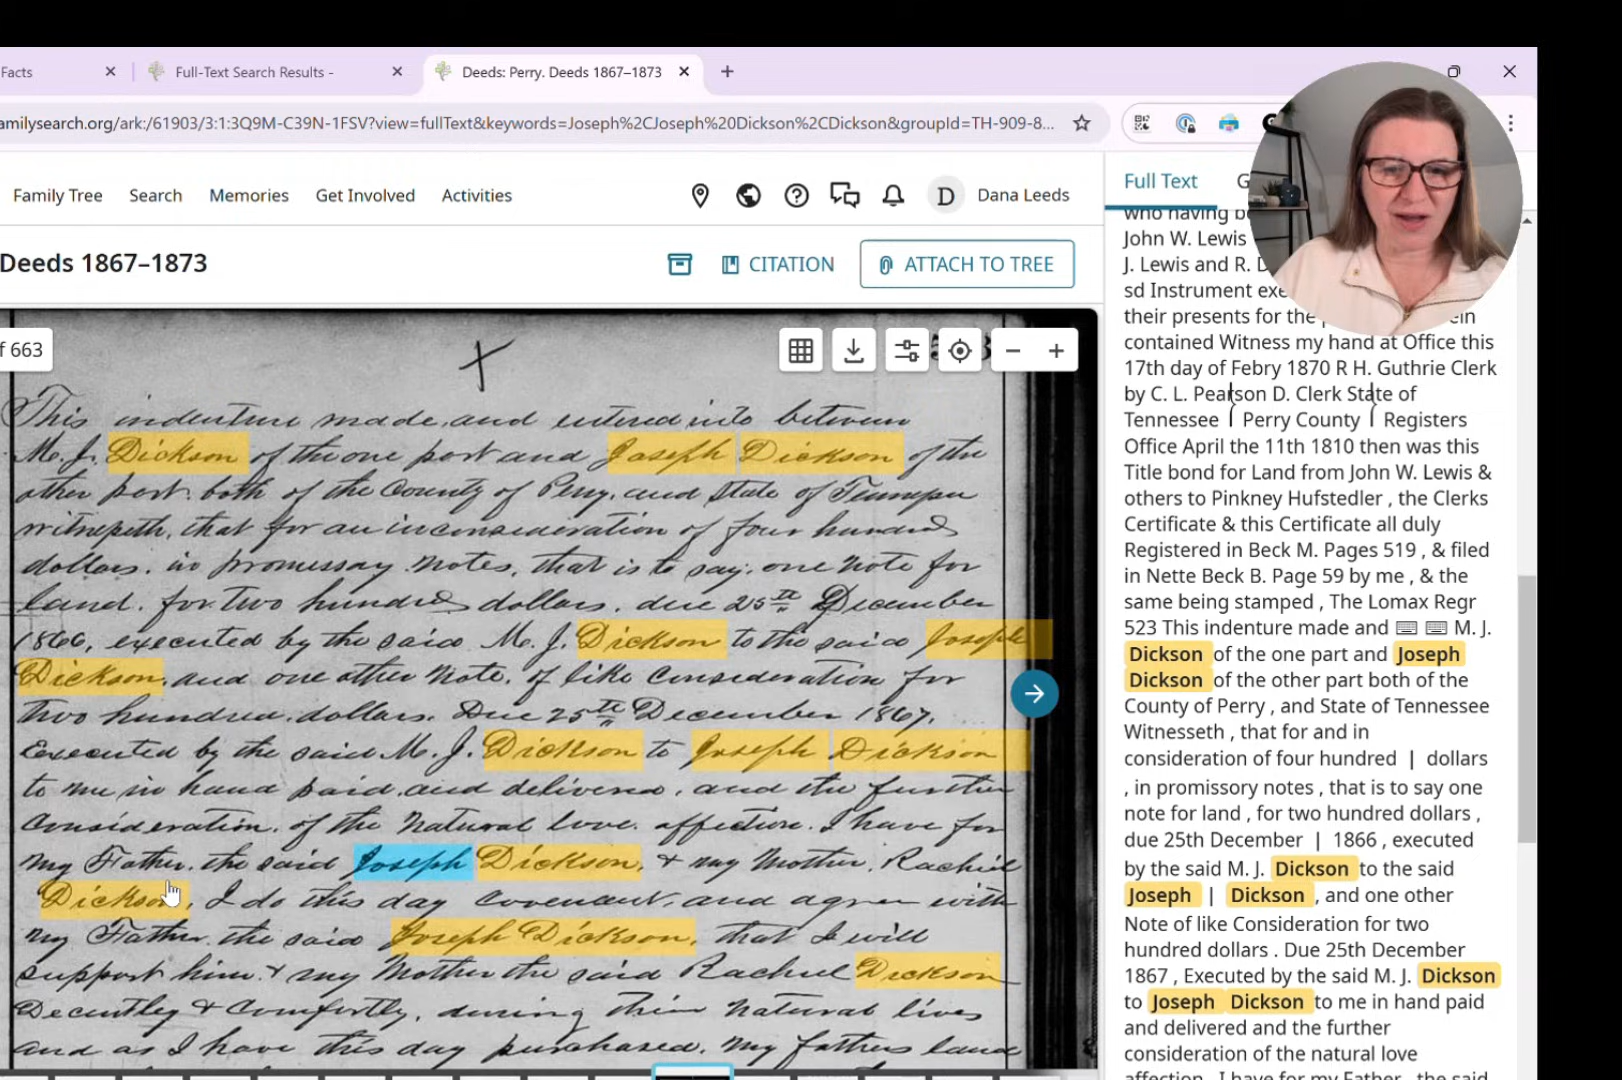 Facts
Full-Text Search Results -
Deeds: Perry. Deeds 1867–1873
amilysearch.org/ark:/61903/3:1:3Q9M-C39N-1FSV?view=fullText&keywords=Joseph%2CJoseph%20Dickson%2CDickson&groupId=TH-909-8...
Family Tree Search Memories Get Involved Activities
D Dana Leeds
Deeds 1867–1873
CITATION
ATTACH TO TREE
f 663
This indenture made, and entered into between
M. J. Dickson of the one part and Joseph Dickson of the
other part. both of the County of Perry, and State of Tennessee
witnesseth, that for an in consideration of four hundred
dollars. in promessay notes, that is to say. one note for
land. for two hundred dollars. due 25th December
1866, executed by the said M. J. Dickson to the said Joseph
Dickson, and one other Note. of like Consideration for
two hundred dollars. Due 25th December 1867.
Executed by the said M. J. Dickson to Joseph Dickson
to me in hand paid, and delivered, and the further
Consideration. of the Natural love. affection. I have for
my Father. the said Joseph Dickson, & my Mother. Rachiel
Dickson, I do this day Covenant, and agree with
my Father. the said Joseph Dickson, that I will
support him & my Mother the said Rachiel Dickson
Decently & Comfortly, during their Natural lives
and as I have this day purchased. my fathers land
Full Text
G
who having be
John W. Lewis
J. Lewis and R. D
sd Instrument exe
their presents for the
contained Witness my hand at Office this
17th day of Febry 1870 R H. Guthrie Clerk
by C. L. Pearson D. Clerk State of
Tennessee { Perry County { Registers
Office April the 11th 1810 then was this
Title bond for Land from John W. Lewis &
others to Pinkney Hufstedler , the Clerks
Certificate & this Certificate all duly
Registered in Beck M. Pages 519 , & filed
in Nette Beck B. Page 59 by me , & the
same being stamped , The Lomax Regr
523 This indenture made and M. J.
Dickson of the one part and Joseph
Dickson of the other part both of the
County of Perry , and State of Tennessee
Witnesseth , that for and in
consideration of four hundred | dollars
, in promissory notes , that is to say one
note for land , for two hundred dollars ,
due 25th December | 1866 , executed
by the said M. J. Dickson to the said
Joseph | Dickson , and one other
Note of like Consideration for two
hundred dollars . Due 25th December
1867 , Executed by the said M. J. Dickson
to Joseph Dickson to me in hand paid
and delivered and the further
consideration of the natural love
affection , I have for my Father , the said